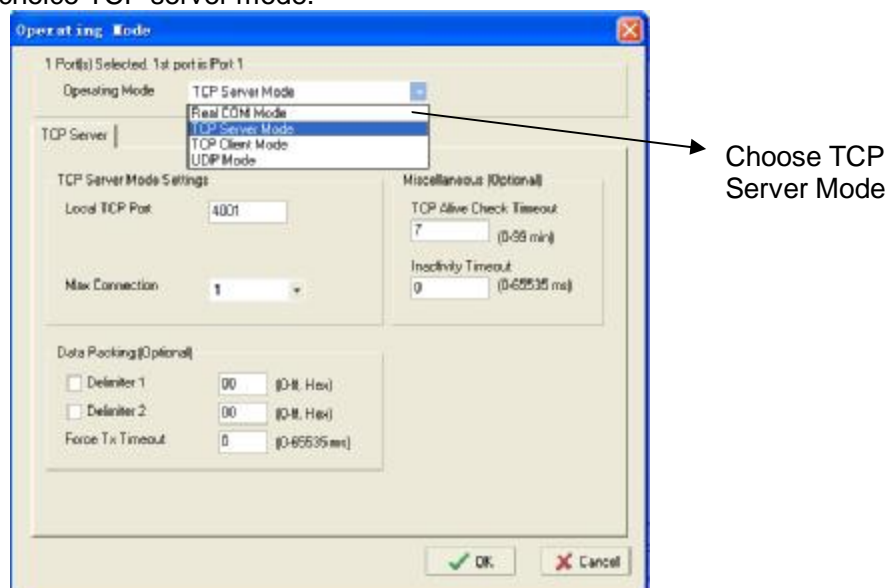 choice TCP server mode.
Operating Mode
1 Port(s) Selected. 1st port is Port 1
Operating Mode TCP Server Mode
Real COM Mode
TCP Server Mode
TCP Client Mode
UDP Mode
TCP Server
Choose TCP
Server Mode
TCP Server Mode Settings
Local TCP Port 4001
Max Connection 1
Miscellaneous (Optional)
TCP Alive Check Timeout
7 (0-99 min)
Inactivity Timeout
0 (0-65535 ms)
Data Packing (Optional)
Delimiter 1 00 (0-ff, Hex)
Delimiter 2 00 (0-ff, Hex)
Force Tx Timeout 0 (0-65535 ms)
OK
Cancel